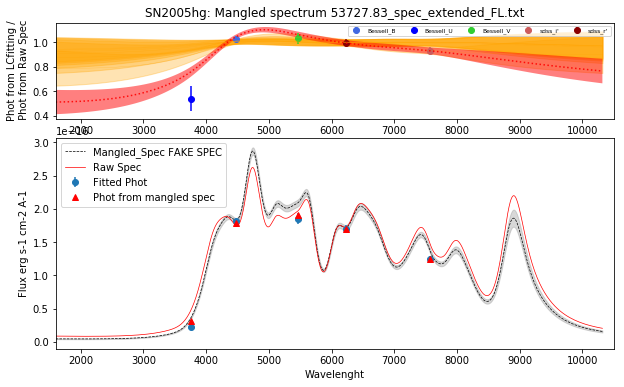 SN2005hg: Mangled spectrum 53727.83_spec_extended_FL.txt
Phot from LCfitting /
Phot from Raw Spec
Bessell_B Bessell_U Bessell_V sdss_i' sdss_r'
1.0
0.8
0.6
0.4
2000 3000 4000 5000 6000 7000 8000 9000 10000
1e−16
Mangled_Spec FAKE SPEC
Raw Spec
Fitted Phot
Phot from mangled spec
Flux erg s-1 cm-2 A-1
3.0
2.5
2.0
1.5
1.0
0.5
0.0
2000 3000 4000 5000 6000 7000 8000 9000 10000
Wavelenght